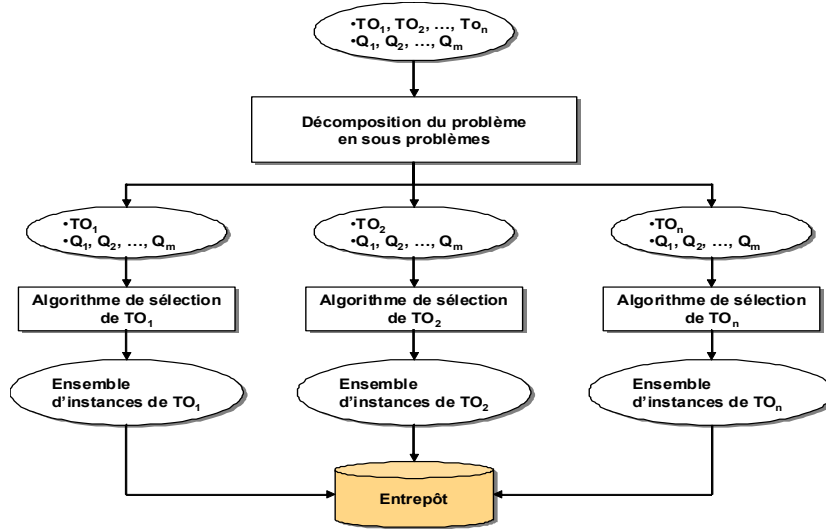 •TO₁, TO₂, ..., Toₙ
•Q₁, Q₂, ..., Qₘ
Décomposition du problème
en sous problèmes
•TO₁
•Q₁, Q₂, ..., Qₘ
•TO₂
•Q₁, Q₂, ..., Qₘ
•TOₙ
•Q₁, Q₂, ..., Qₘ
Algorithme de sélection
de TO₁
Algorithme de sélection
de TO₂
Algorithme de sélection
de TOₙ
Ensemble
d'instances de TO₁
Ensemble
d'instances de TO₂
Ensemble
d'instances de TOₙ
Entrepôt